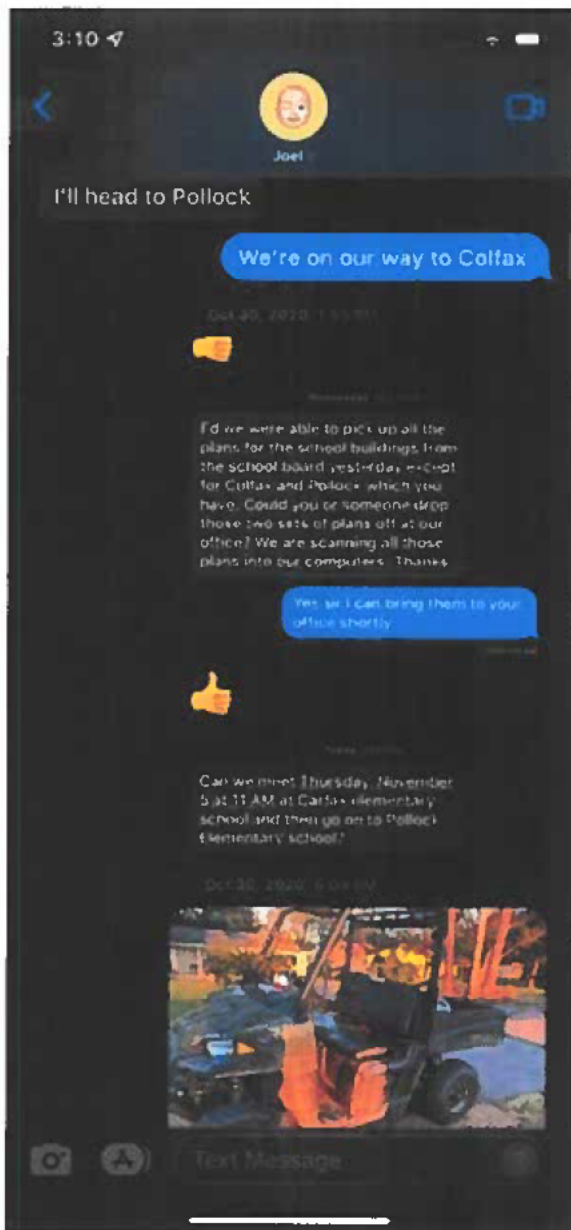 3:10
Joel
I'll head to Pollock
We're on our way to Colfax
Oct 30, 2020,
Ed we were able to pick up all the
plans for the school buildings from
the school board yesterday except
for Colfax and Pollock which you
have. Could you or someone drop
those two sets of plans off at our
office? We are scanning all those
plans into our computers. Thanks
Yes sir I can bring them to your
office shortly
Can we meet Thursday, November
5 at 11 AM at Carfax elementary
school and then go on to Pollock
Elementary school?
Oct 30, 2020,
Text Message